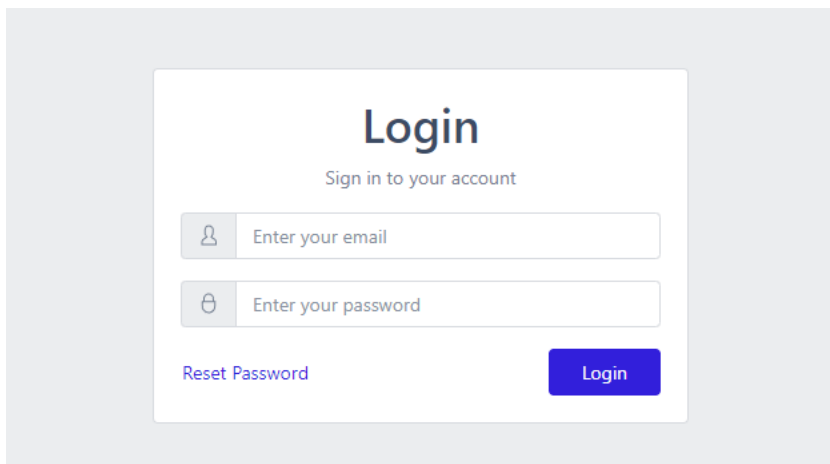 Login
Sign in to your account
Enter your email
Enter your password
Reset Password Login